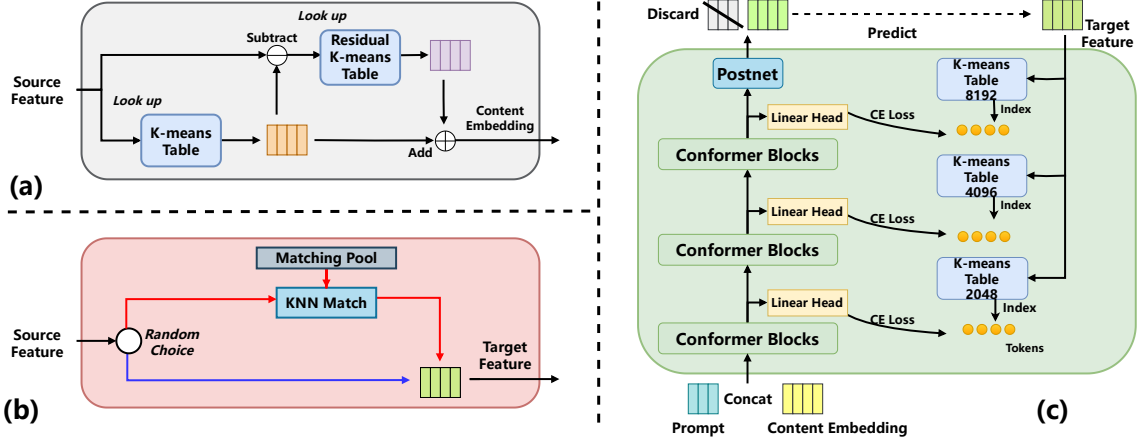 Look up
Subtract
Residual
K-means
Table
Source
Feature
Look up
K-means
Table
Content
Embedding
Add
(a)
Matching Pool
KNN Match
Source
Feature
Random
Choice
Target
Feature
(b)
Discard
Predict
Target
Feature
Postnet
K-means
Table
8192
Index
Linear Head
CE Loss
Conformer Blocks
K-means
Table
4096
Index
Linear Head
CE Loss
Conformer Blocks
K-means
Table
2048
Index
Linear Head
CE Loss
Tokens
Conformer Blocks
Concat
Prompt
Content Embedding
(c)